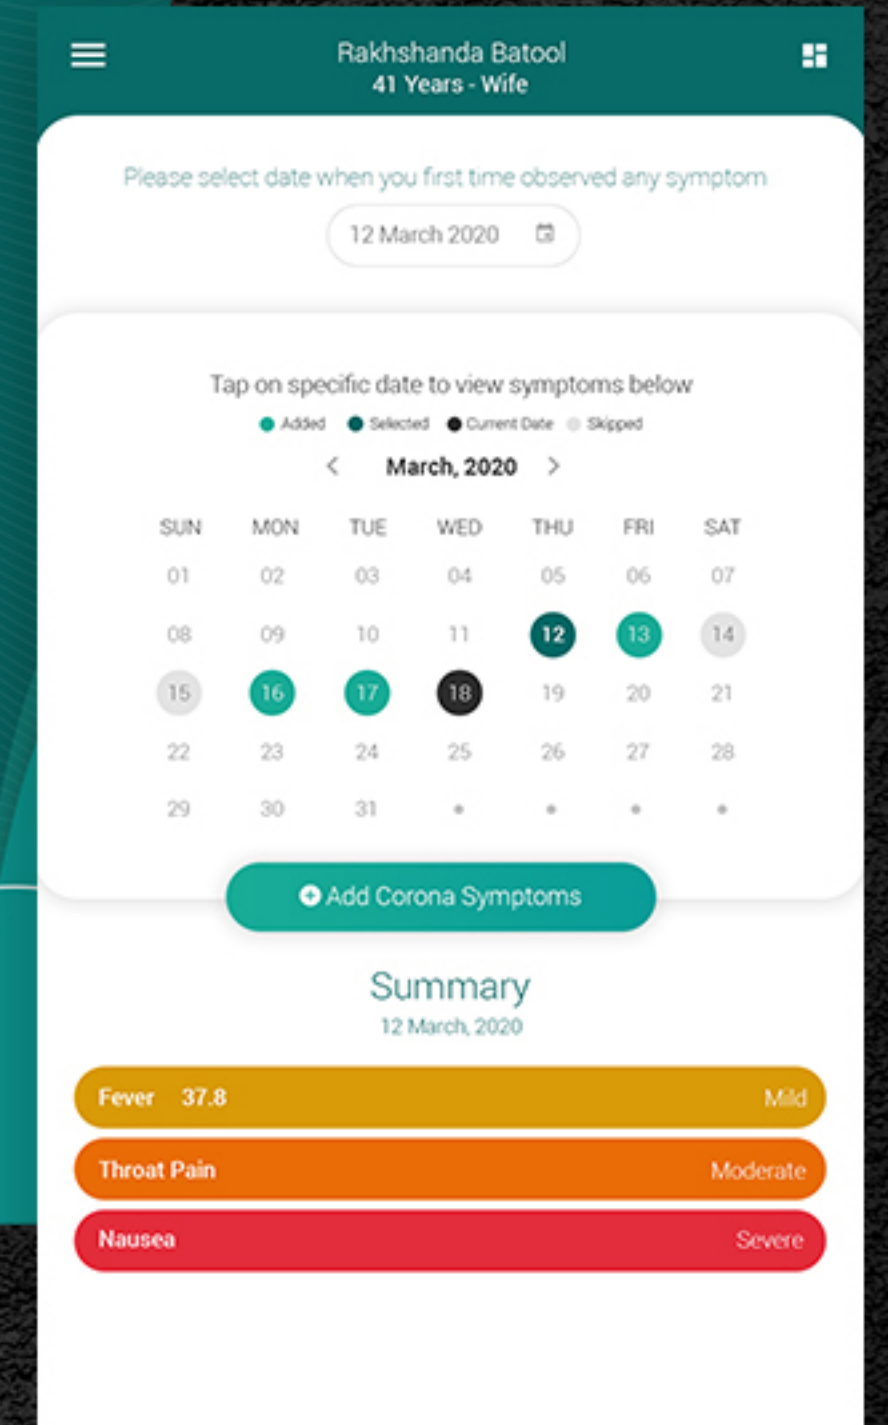 Rakhshanda Batool
41 Years - Wife
Please select date when you first time observed any symptom
12 March 2020
Tap on specific date to view symptoms below
Added Selected Current Date Skipped
March, 2020
SUN MON TUE WED THU FRI SAT
01 02 03 04 05 06 07
08 09 10 11 12 13 14
15 16 17 18 19 20 21
22 23 24 25 26 27 28
29 30 31
Add Corona Symptoms
Summary
12 March, 2020
Fever 37.8 Mild
Throat Pain Moderate
Nausea Severe